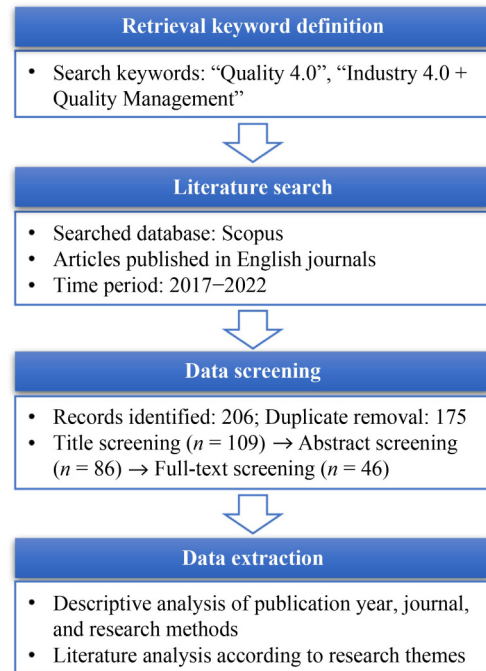 Retrieval keyword definition
• Search keywords: “Quality 4.0”, “Industry 4.0 +
Quality Management”
Literature search
• Searched database: Scopus
• Articles published in English journals
• Time period: 2017−2022
Data screening
• Records identified: 206; Duplicate removal: 175
• Title screening (n = 109) → Abstract screening
(n = 86) → Full-text screening (n = 46)
Data extraction
• Descriptive analysis of publication year, journal,
and research methods
• Literature analysis according to research themes